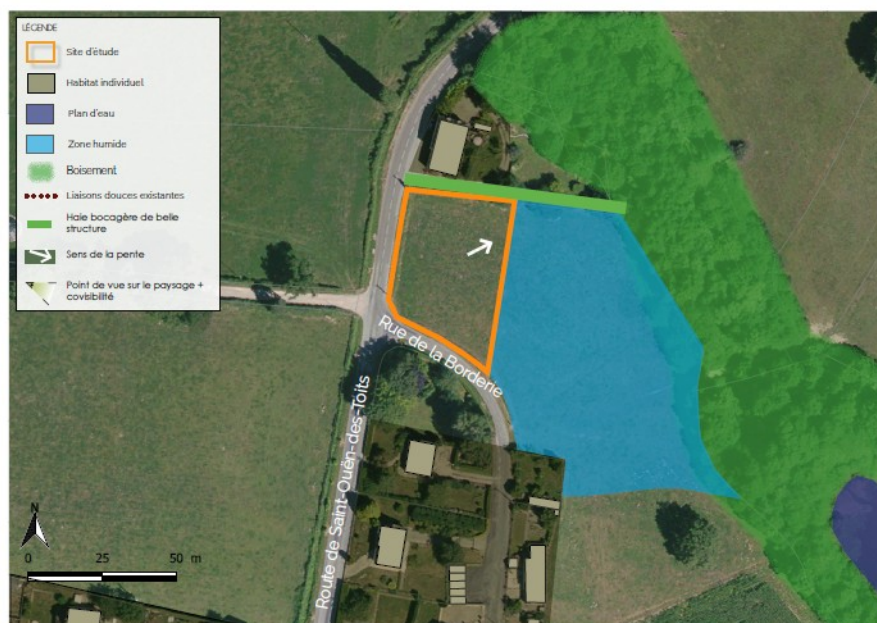 LÉGENDE
Site d'étude
Habitat individuel
Plan d'eau
Zone humide
Boisement
Liaisons douces existantes
Haie bocagère de belle
structure
Sens de la pente
Point de vue sur le paysage +
covisibilité
Rue de la Borderie
Route de Saint-Ouën-des-Toits
N
0 25 50 m